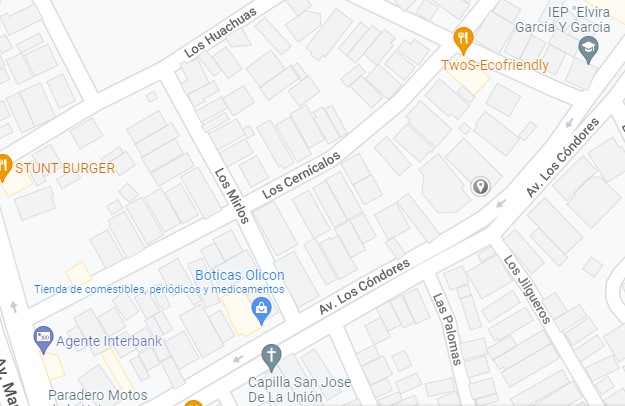 Los Huachuas
IEP "Elvira
Garcia Y Garcia
TwoS-Ecofriendly
Av. Los Cóndores
STUNT BURGER
Los Cernícalos
Los Mirlos
Boticas Olicon
Tienda de comestibles, periódicos y medicamentos
Av. Los Cóndores
Los Jilgueros
Las Palomas
Agente Interbank
Capilla San Jose
De La Unión
Paradero Motos